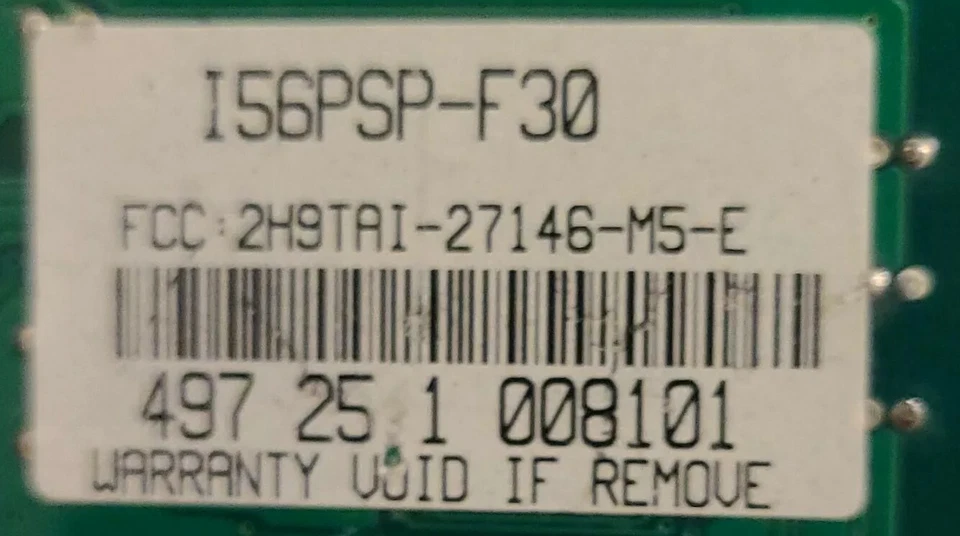 I56PSP-F30
FCC:2H9TAI-27146-M5-E
497 25 1 008101
WARRANTY VOID IF REMOVE